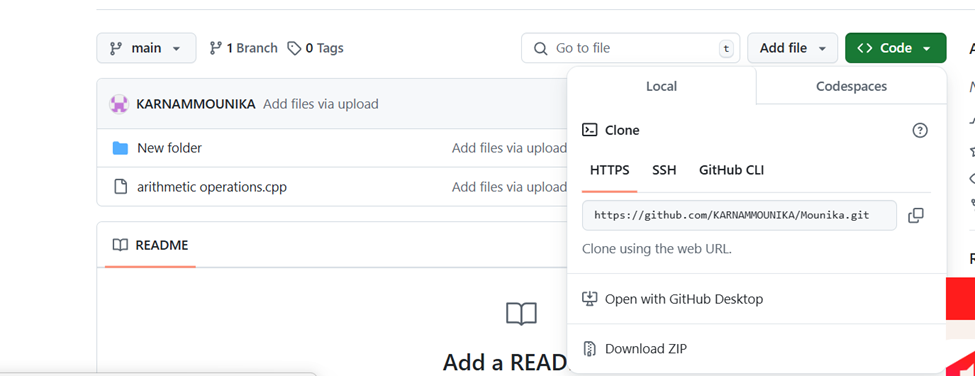 main
1 Branch
0 Tags
Go to file
t
Add file
Code
Local
Codespaces
KARNAMMOUNIKA Add files via upload
Clone
New folder
Add files via upload
HTTPS
SSH
GitHub CLI
arithmetic operations.cpp
Add files via upload
https://github.com/KARNAMMOUNIKA/Mounika.git
README
Clone using the web URL.
Open with GitHub Desktop
Download ZIP
Add a READ